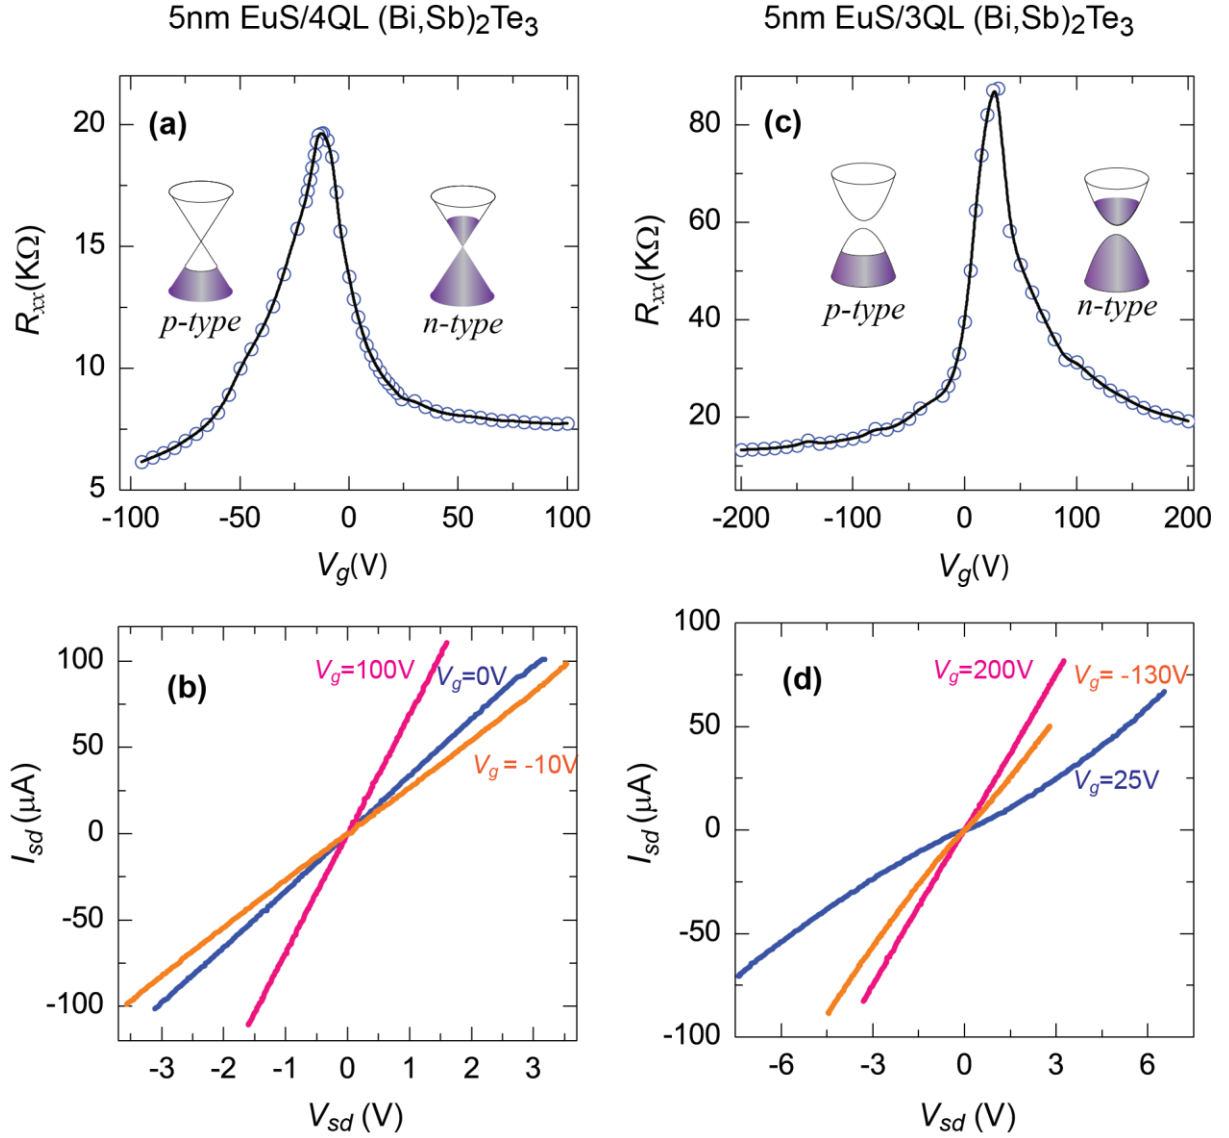 5nm EuS/4QL (Bi,Sb)2Te3
5nm EuS/3QL (Bi,Sb)2Te3
(a)
20
15
10
5
Rxx(KΩ)
p-type
n-type
-100 -50 0 50 100
Vg(V)
(c)
80
60
40
20
Rxx(KΩ)
p-type
n-type
-200 -100 0 100 200
Vg(V)
(b)
100
50
0
-50
-100
Isd (μA)
Vg=100V
Vg=0V
Vg= -10V
-3 -2 -1 0 1 2 3
Vsd (V)
(d)
100
50
0
-50
-100
Isd (μA)
Vg=200V
Vg= -130V
Vg=25V
-6 -3 0 3 6
Vsd (V)